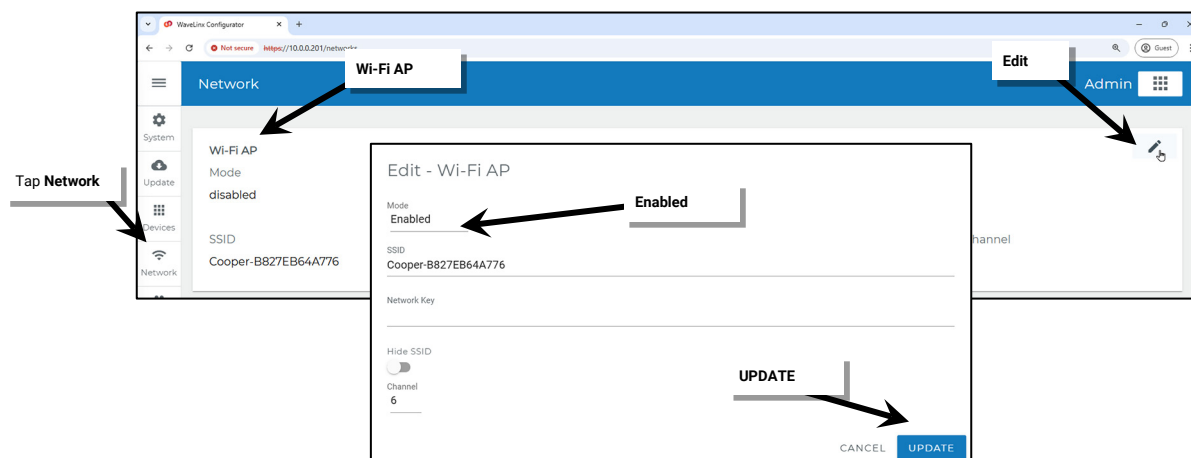 WaveLinx Configurator
Not secure https://10.0.0.201/networks
Guest
Wi-Fi AP
Edit
Network
Admin
System
Update
Devices
Network
Tap Network
Wi-Fi AP
Mode
disabled
SSID
Cooper-B827EB64A776
hannel
Edit - Wi-Fi AP
Mode
Enabled
Enabled
SSID
Cooper-B827EB64A776
Network Key
Hide SSID
Channel
6
UPDATE
CANCEL UPDATE